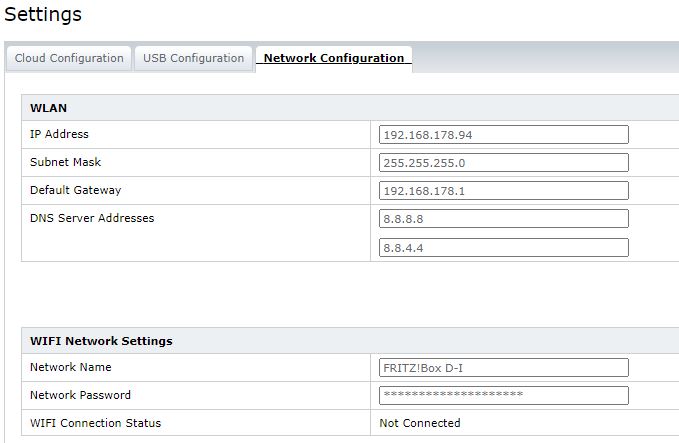 Settings
Cloud Configuration USB Configuration Network Configuration
WLAN
IP Address 192.168.178.94
Subnet Mask 255.255.255.0
Default Gateway 192.168.178.1
DNS Server Addresses 8.8.8.8
8.8.4.4
WIFI Network Settings
Network Name FRITZ!Box D-I
Network Password ********************
WIFI Connection Status Not Connected